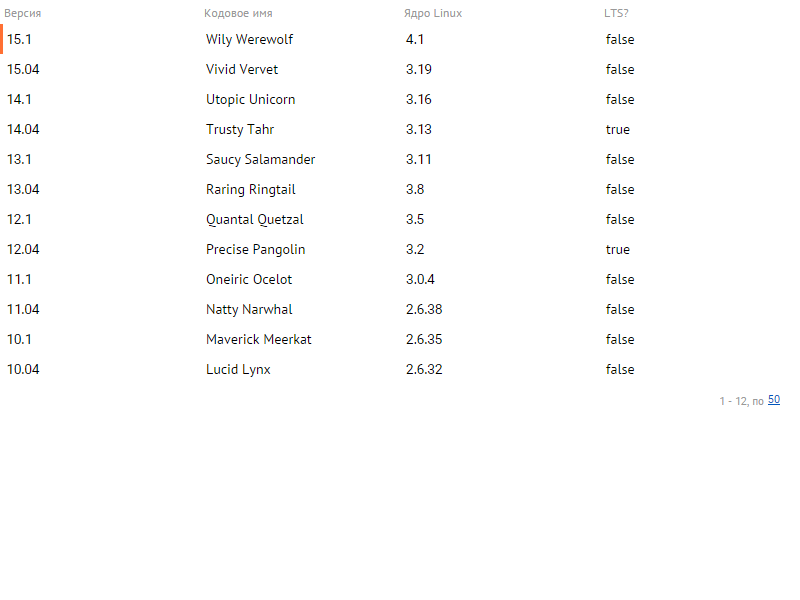 Версия Кодовое имя Ядро Linux LTS?
15.1 Wily Werewolf 4.1 false
15.04 Vivid Vervet 3.19 false
14.1 Utopic Unicorn 3.16 false
14.04 Trusty Tahr 3.13 true
13.1 Saucy Salamander 3.11 false
13.04 Raring Ringtail 3.8 false
12.1 Quantal Quetzal 3.5 false
12.04 Precise Pangolin 3.2 true
11.1 Oneiric Ocelot 3.0.4 false
11.04 Natty Narwhal 2.6.38 false
10.1 Maverick Meerkat 2.6.35 false
10.04 Lucid Lynx 2.6.32 false
1 - 12, по 50